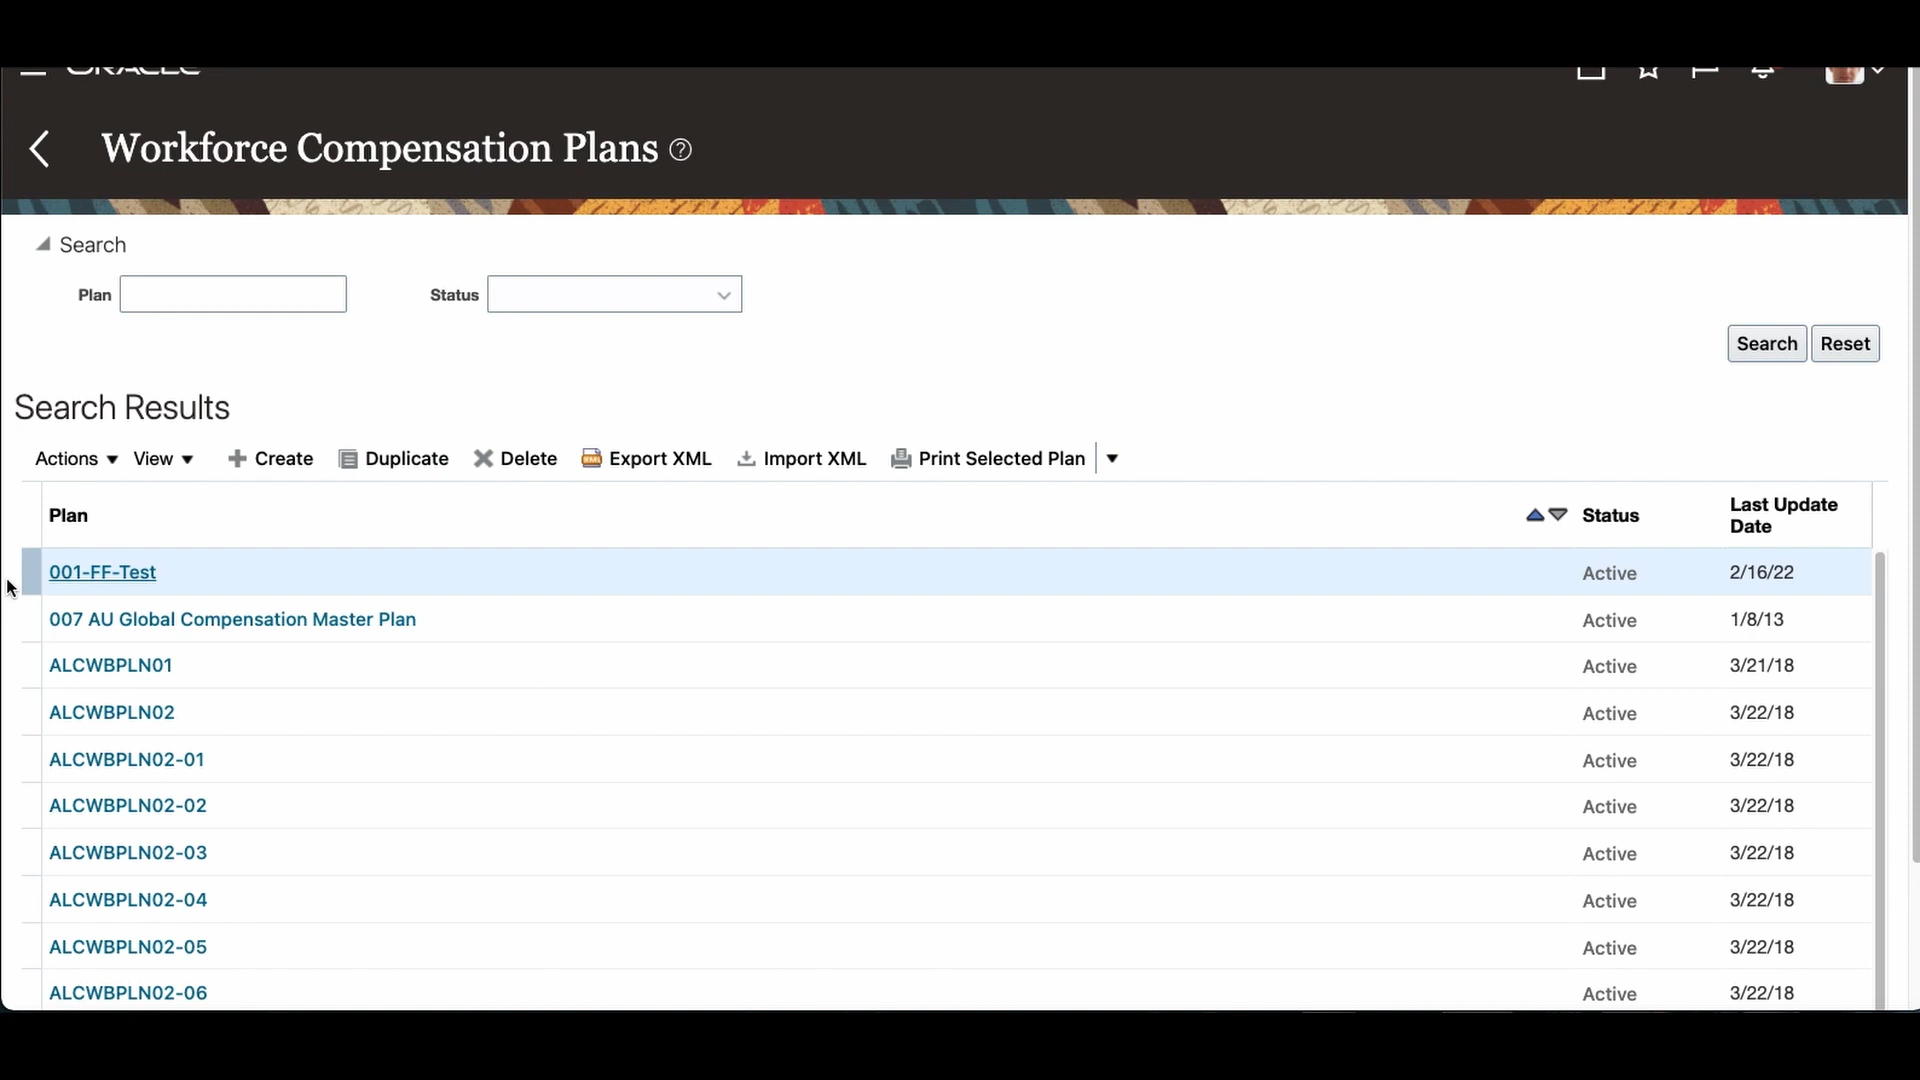 ORACLE
Workforce Compensation Plans ?
Search
Plan Status
Search Reset
Search Results
Actions View Create Duplicate Delete Export XML Import XML Print Selected Plan
Plan Status Last Update Date
001-FF-Test Active 2/16/22
007 AU Global Compensation Master Plan Active 1/8/13
ALCWBPLN01 Active 3/21/18
ALCWBPLN02 Active 3/22/18
ALCWBPLN02-01 Active 3/22/18
ALCWBPLN02-02 Active 3/22/18
ALCWBPLN02-03 Active 3/22/18
ALCWBPLN02-04 Active 3/22/18
ALCWBPLN02-05 Active 3/22/18
ALCWBPLN02-06 Active 3/22/18